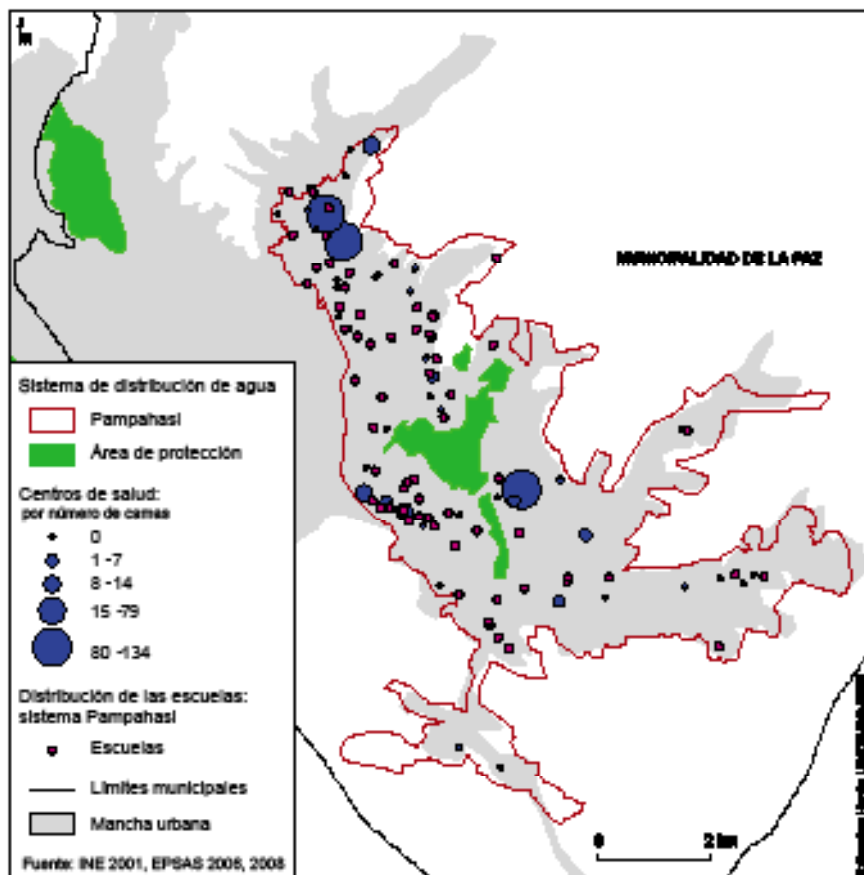 N
MUNICIPALIDAD DE LA PAZ
Sistema de distribución de agua
Pampahasi
Área de protección
Centros de salud:
por número de camas
0
1 -7
8 -14
15 -79
80 -134
Distribución de las escuelas:
sistema Pampahasi
Escuelas
Límites municipales
Mancha urbana
Fuente: INE 2001, EPSAS 2006, 2008
0 2 km